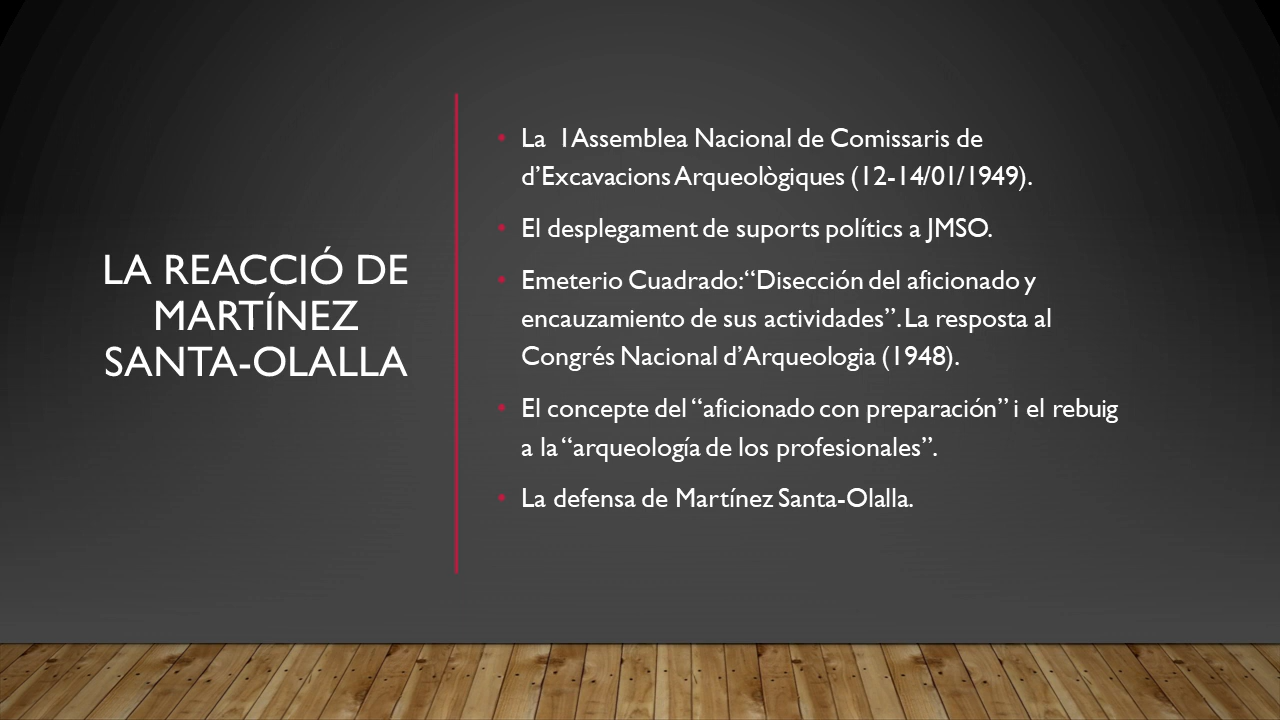 LA REACCIÓ DE
MARTÍNEZ
SANTA-OLALLA
• La 1Assemblea Nacional de Comissaris de
d’Excavacions Arqueològiques (12-14/01/1949).
• El desplegament de suports polítics a JMSO.
• Emeterio Cuadrado: “Disección del aficionado y
encauzamiento de sus actividades”. La resposta al
Congrés Nacional d’Arqueologia (1948).
• El concepte del “aficionado con preparación” i el rebuig
a la “arqueología de los profesionales”.
• La defensa de Martínez Santa-Olalla.